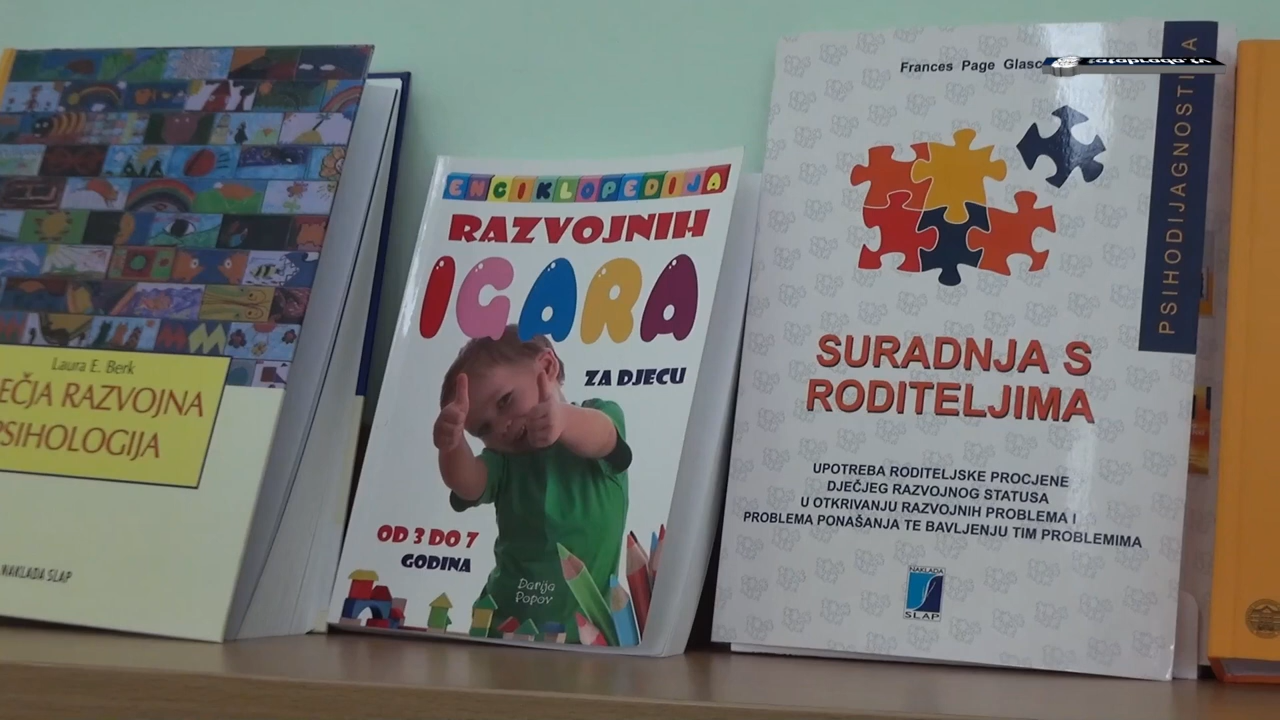 Laura E. Berk
EČJA RAZVOJNA
PSIHOLOGIJA
NAKLADA SLAP
ENCIKLOPEDIJA
RAZVOJNIH
IGARA
ZA DJECU
OD 3 DO 7
GODINA
Darija
Popov
Frances Page Glasc
PSIHODIJAGNOSTI A
SURADNJA S
RODITELJIMA
UPOTREBA RODITELJSKE PROCJENE
DJEČJEG RAZVOJNOG STATUSA
U OTKRIVANJU RAZVOJNIH PROBLEMA I
PROBLEMA PONAŠANJA TE BAVLJENJU TIM PROBLEMIMA
NAKLADA
SLAP